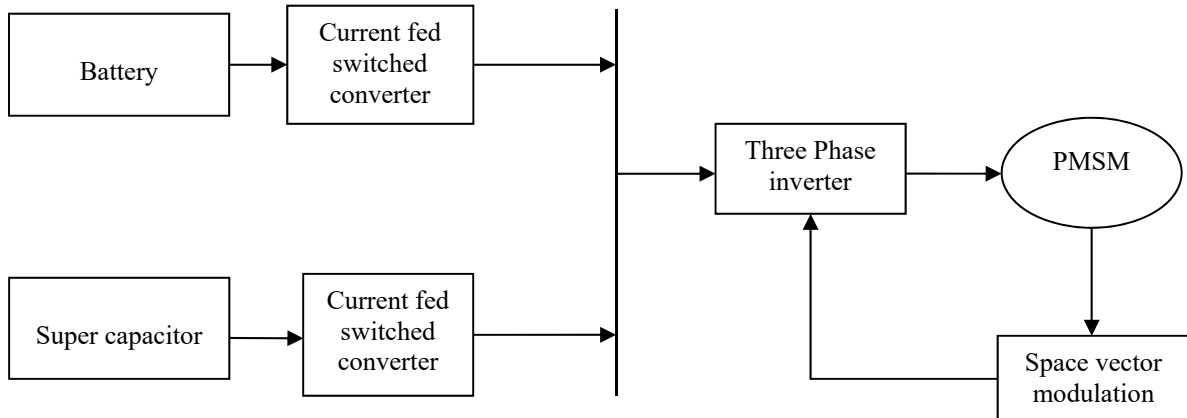 Battery
Current fed
switched
converter
Three Phase
inverter
PMSM
Super capacitor
Current fed
switched
converter
Space vector
modulation